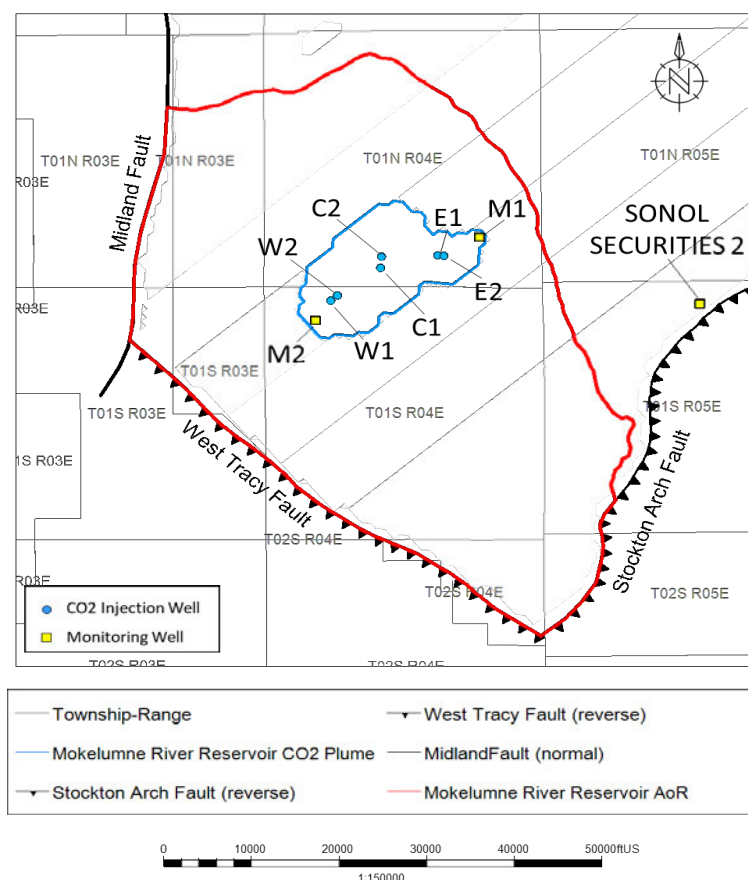 N
T01N R03E
T01N R03E
T01N R04E
T01N R05E
R03E
Midland Fault
C2
E1
M1
SONOL
SECURITIES 2
W2
E2
C1
W1
M2
R03E
T01S R03E
T01S R03E
T01S R04E
T01S R05E
1S R03E
West Tracy Fault
Stockton Arch Fault
T02S R04E
R03E
T02S R04E
T02S R05E
T02S R03E
T02S R04E
CO2 Injection Well
Monitoring Well
Township-Range
West Tracy Fault (reverse)
Mokelumne River Reservoir CO2 Plume
MidlandFault (normal)
Stockton Arch Fault (reverse)
Mokelumne River Reservoir AoR
0 10000 20000 30000 40000 50000ftUS
1:150000